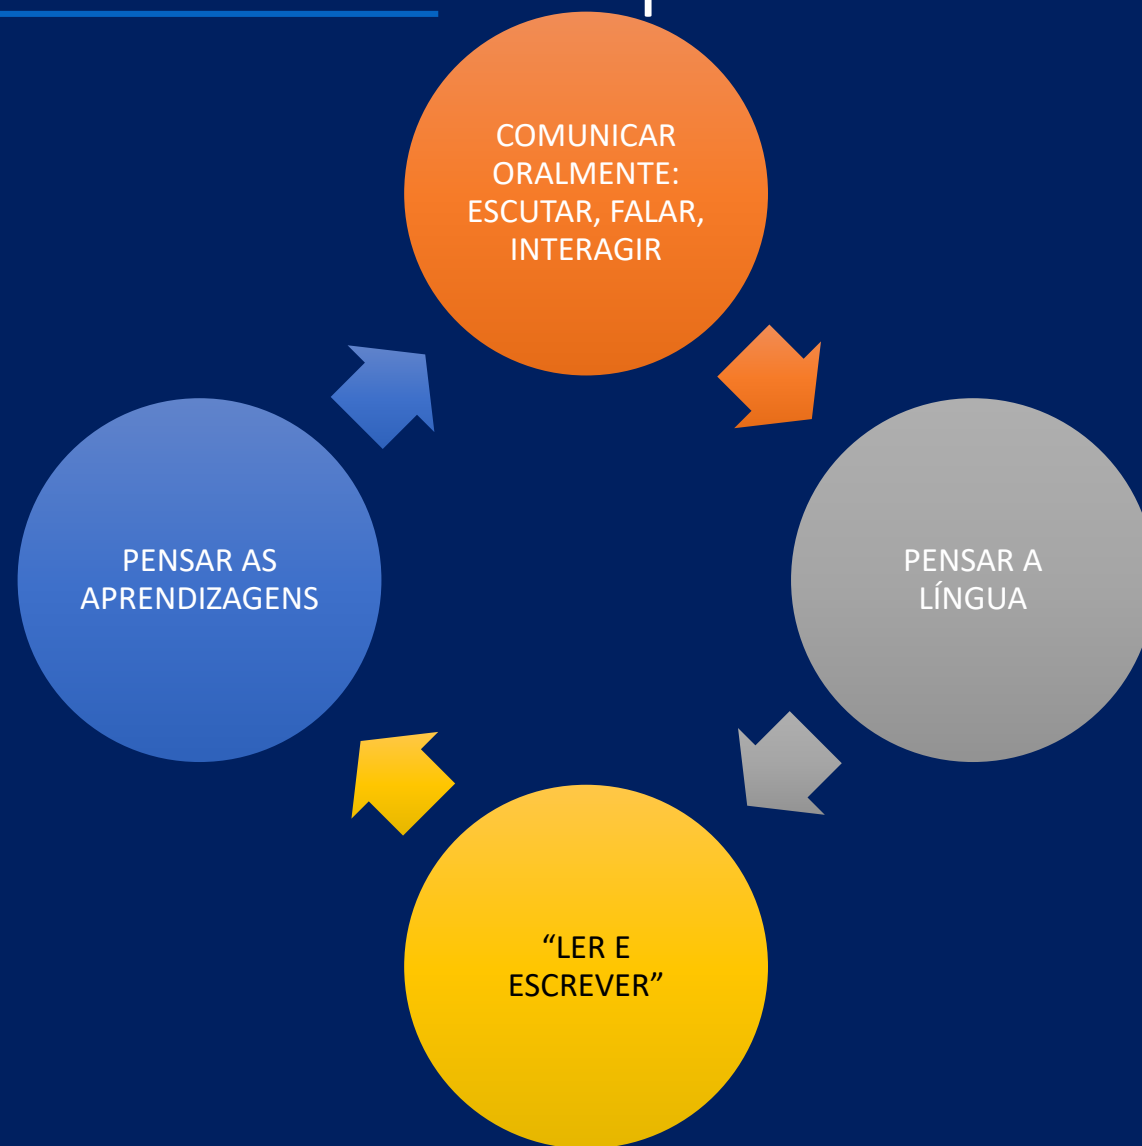 COMUNICAR
ORALMENTE:
ESCUTAR, FALAR,
INTERAGIR
PENSAR AS
APRENDIZAGENS
PENSAR A
LÍNGUA
“LER E
ESCREVER”